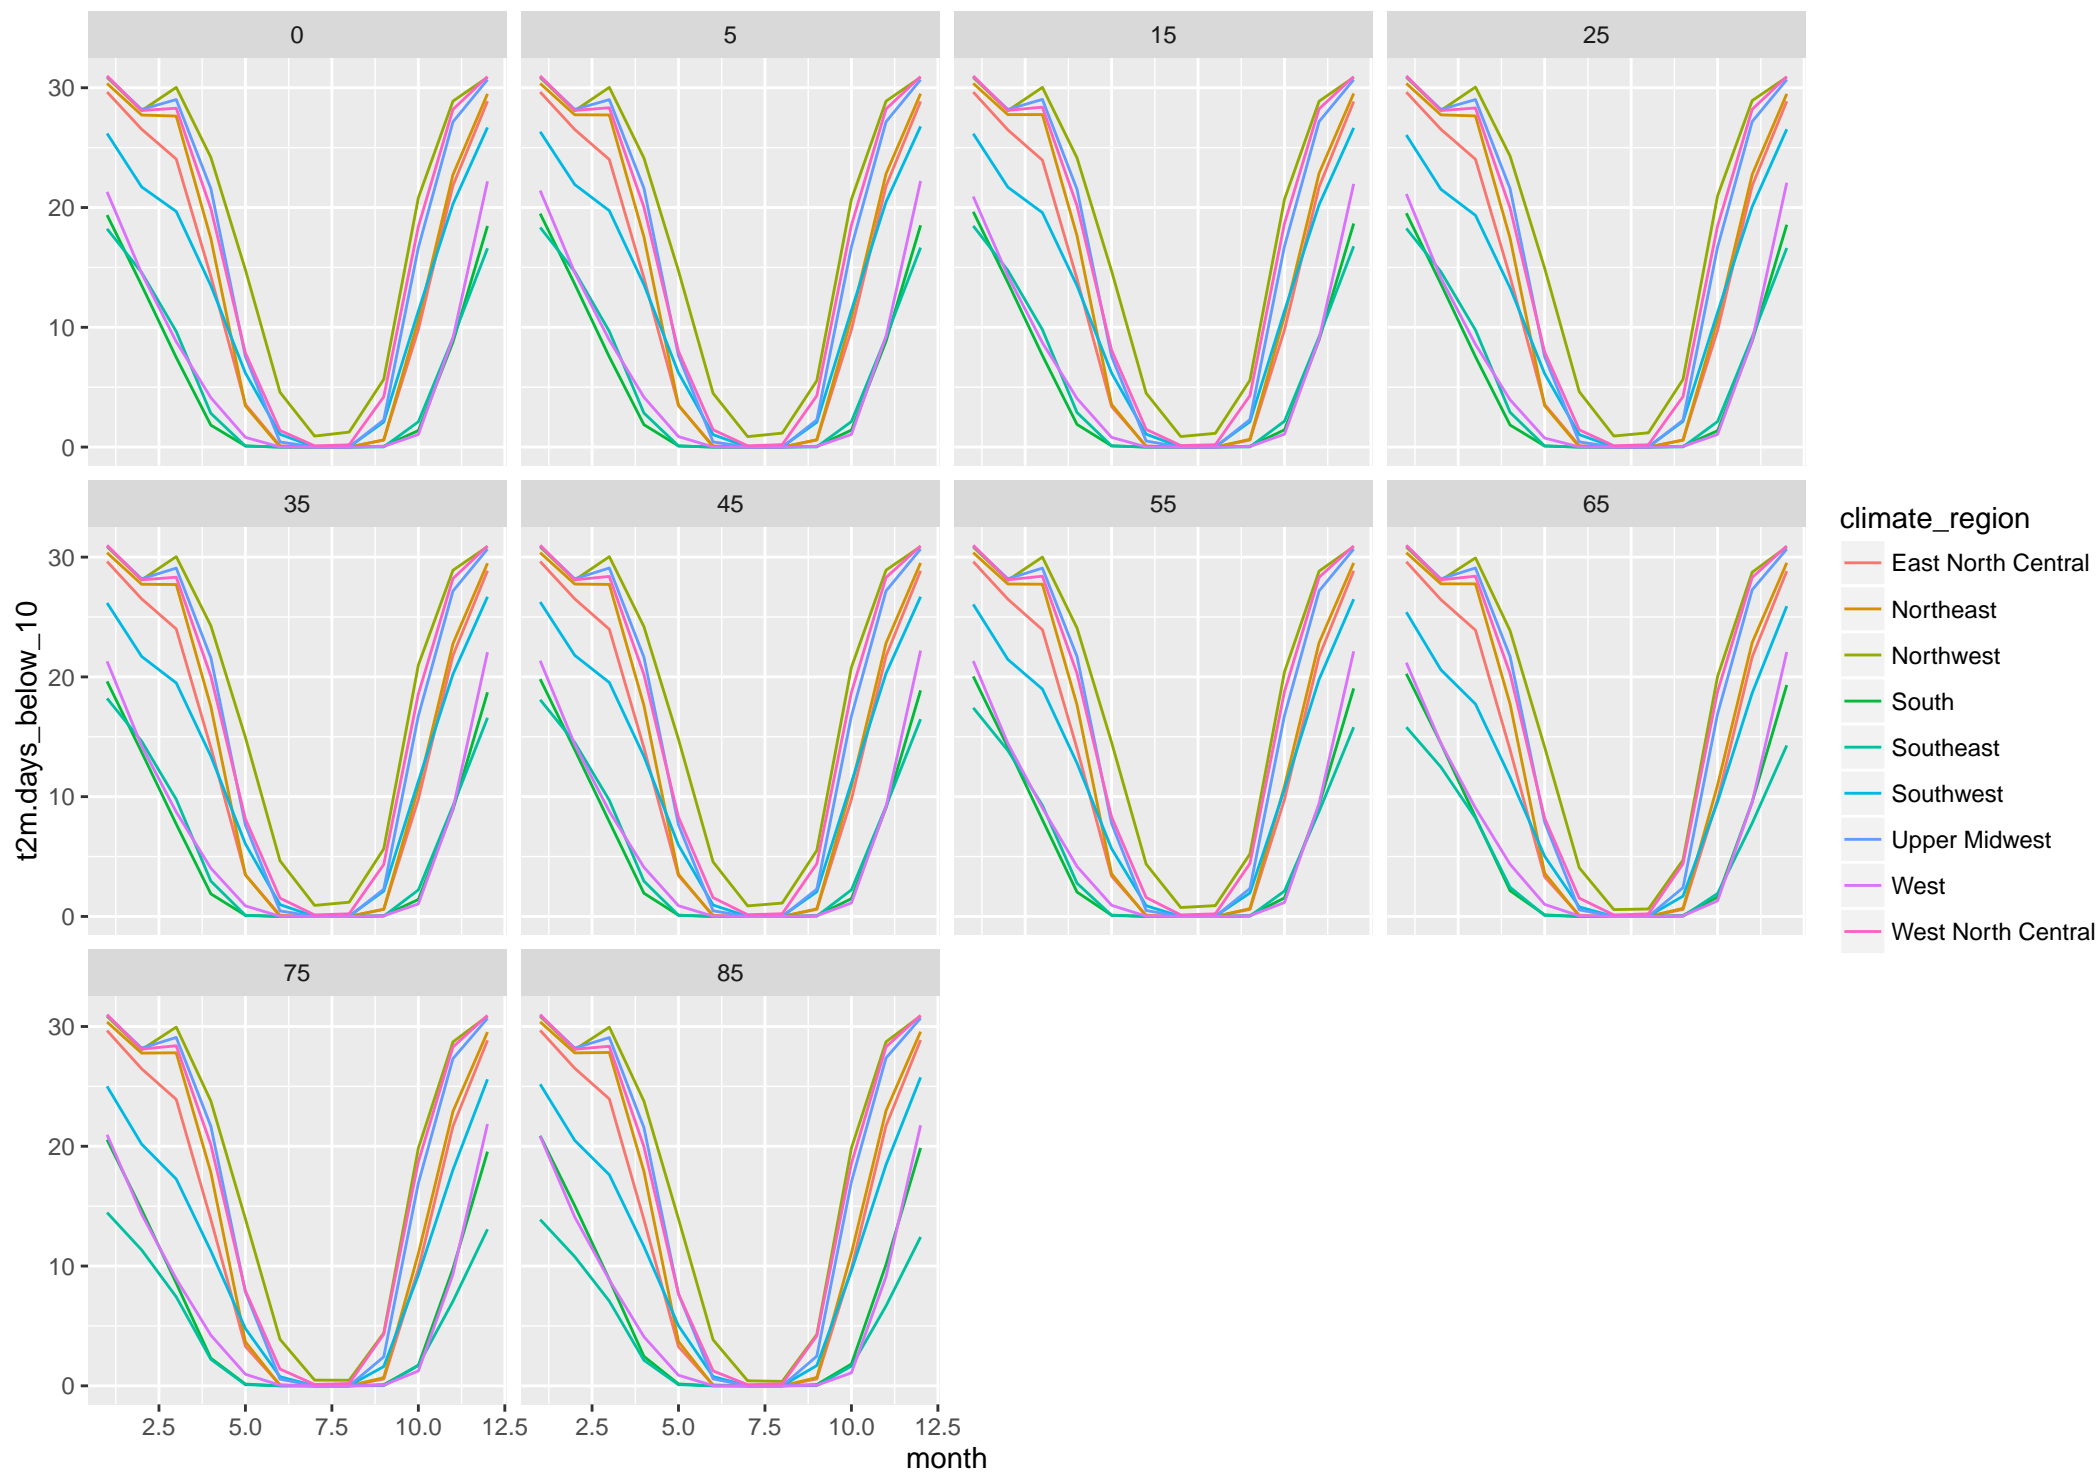 0 5 15 25
30
20
10
0
35 45 55 65
30
20
10
0
75 85
30
20
10
0
2.5 5.0 7.5 10.0 12.5 2.5 5.0 7.5 10.0 12.5
month
t2m.days_below_10
climate_region
East North Central
Northeast
Northwest
South
Southeast
Southwest
Upper Midwest
West
West North Central